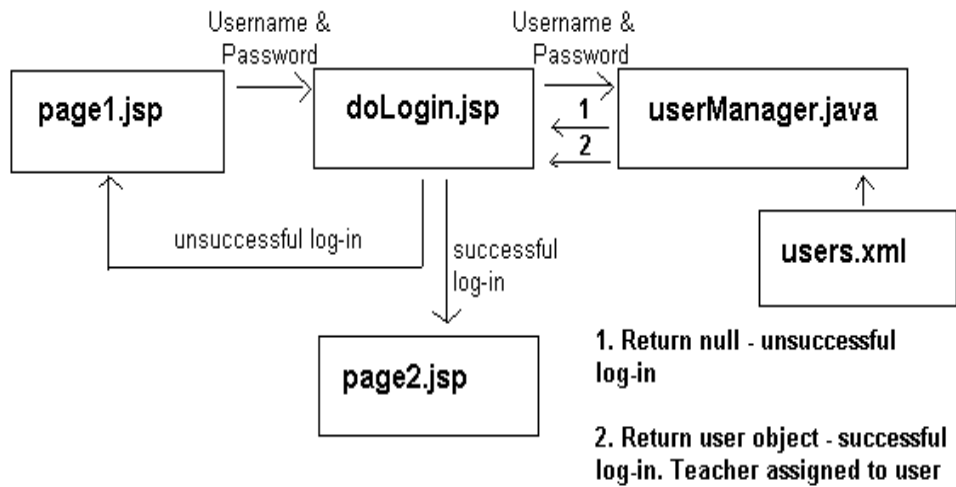 Username &
Password
Username &
Password
page1.jsp
doLogin.jsp
1
2
userManager.java
unsuccessful log-in
successful
log-in
users.xml
page2.jsp
1. Return null - unsuccessful
log-in
2. Return user object - successful
log-in. Teacher assigned to user